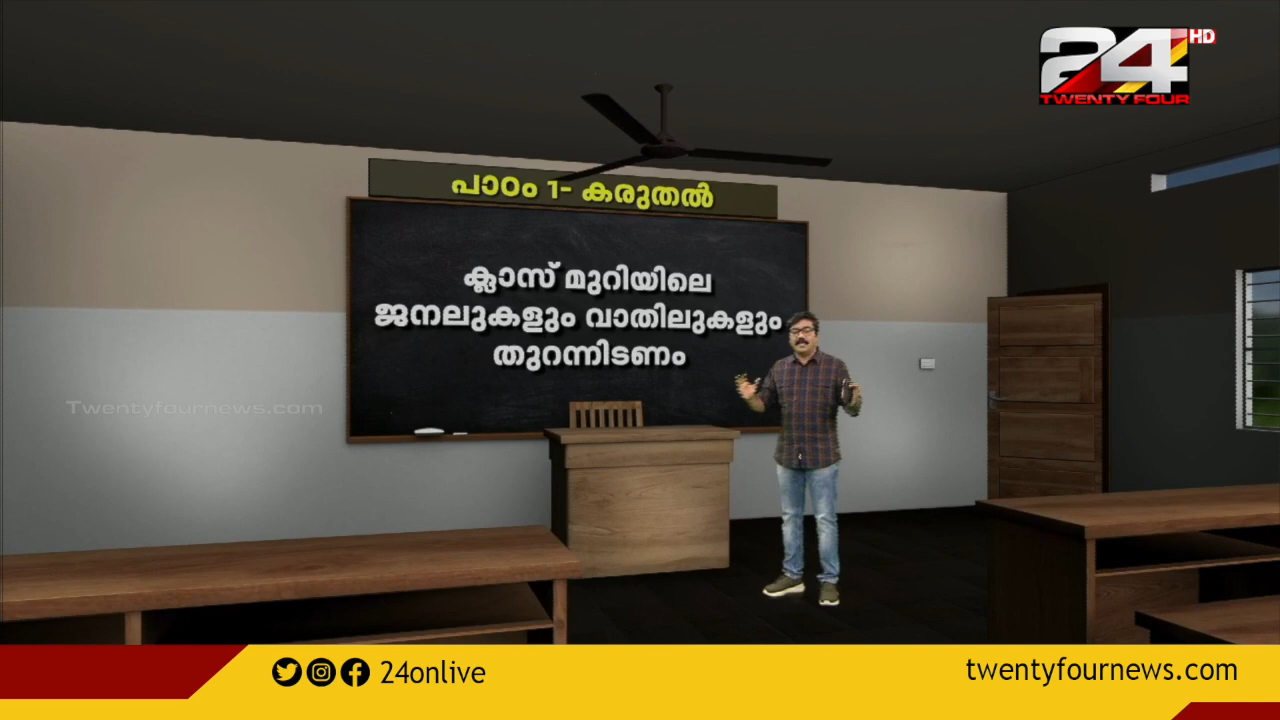 24 HD
TWENTY FOUR
പാഠം 1- കരുതൽ
ക്ലാസ് മുറിയിലെ
ജനലുകളും വാതിലുകളും
തുറന്നിടണം
Twentyfournews.com
24onlive
twentyfournews.com